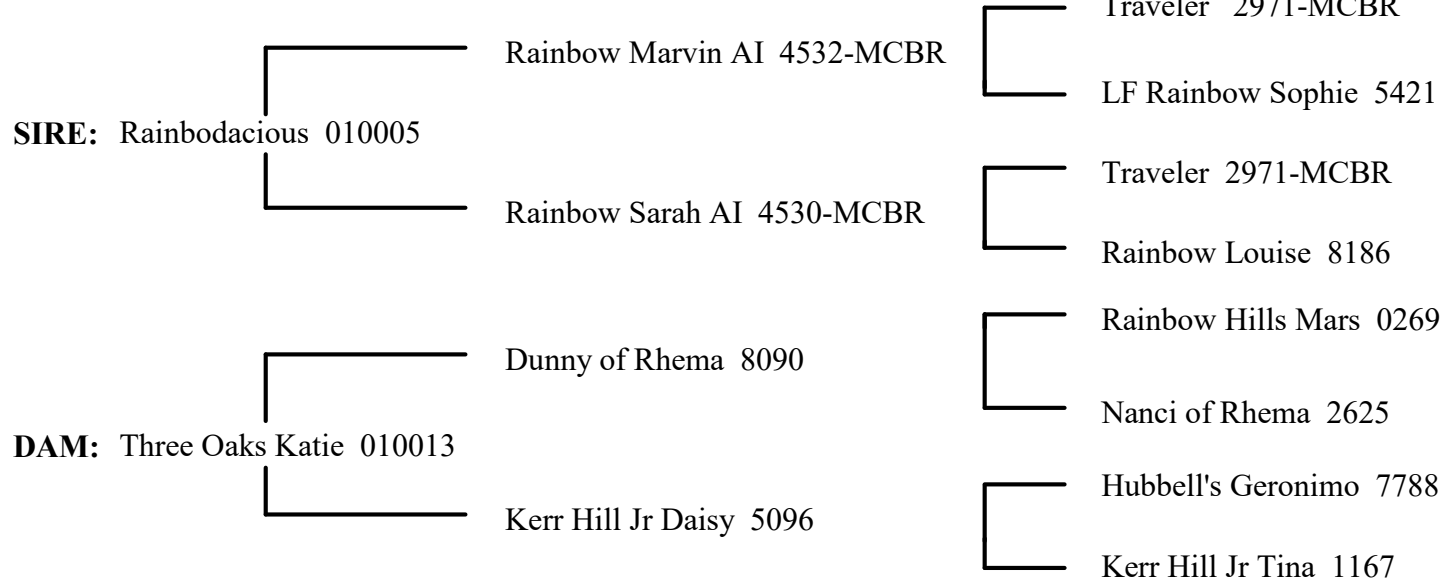 Traveler 2971-MCBR
Rainbow Marvin AI 4532-MCBR
LF Rainbow Sophie 5421
SIRE: Rainbodacious 010005
Traveler 2971-MCBR
Rainbow Sarah AI 4530-MCBR
Rainbow Louise 8186
Rainbow Hills Mars 0269
Dunny of Rhema 8090
Nanci of Rhema 2625
DAM: Three Oaks Katie 010013
Hubbell's Geronimo 7788
Kerr Hill Jr Daisy 5096
Kerr Hill Jr Tina 1167